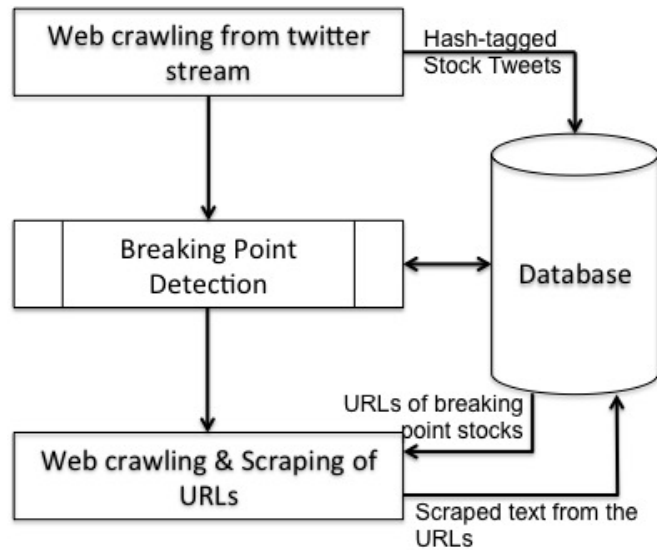 Web crawling from twitter
stream
Hash-tagged
Stock Tweets
Breaking Point
Detection
Database
URLs of breaking
point stocks
Web crawling & Scraping of
URLs
Scraped text from the
URLs